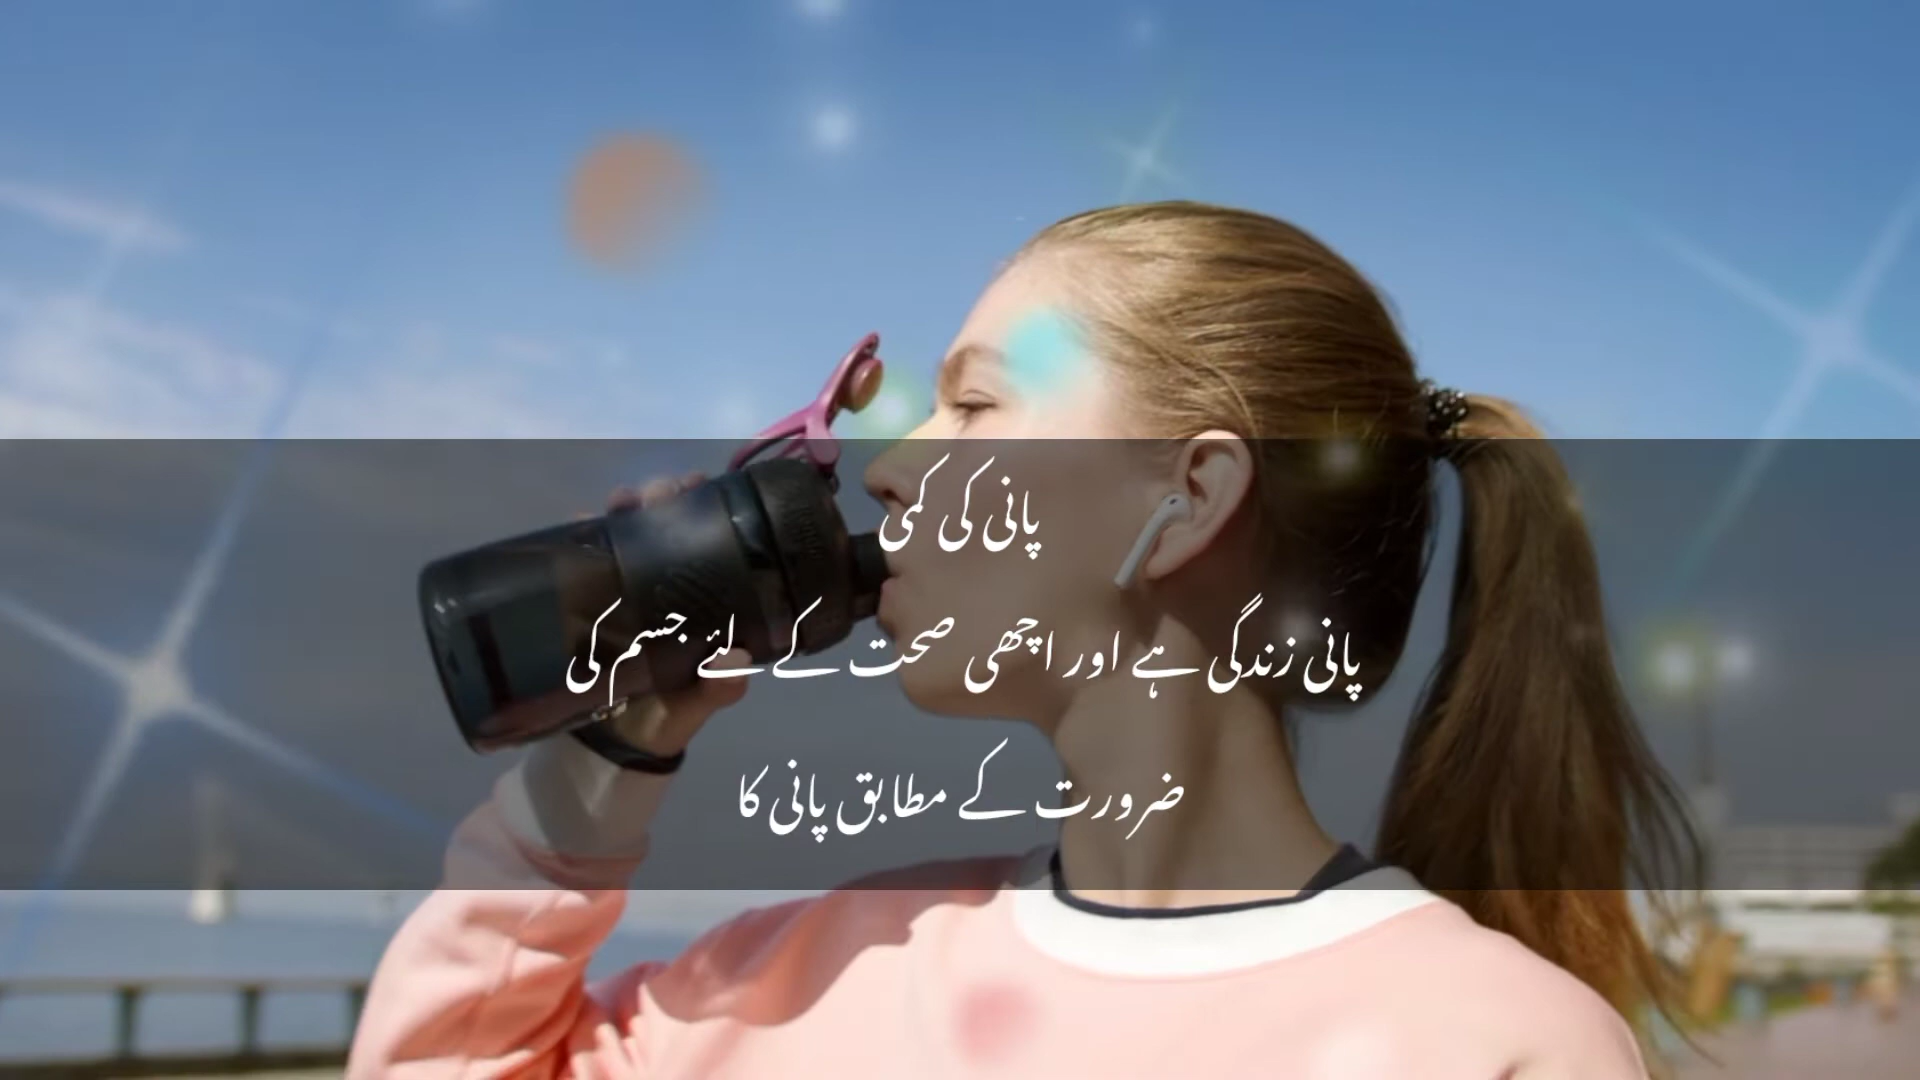 پانی کی کمی
پانی زندگی ہے اور اچھی صحت کے لئے جسم کی
ضرورت کے مطابق پانی کا